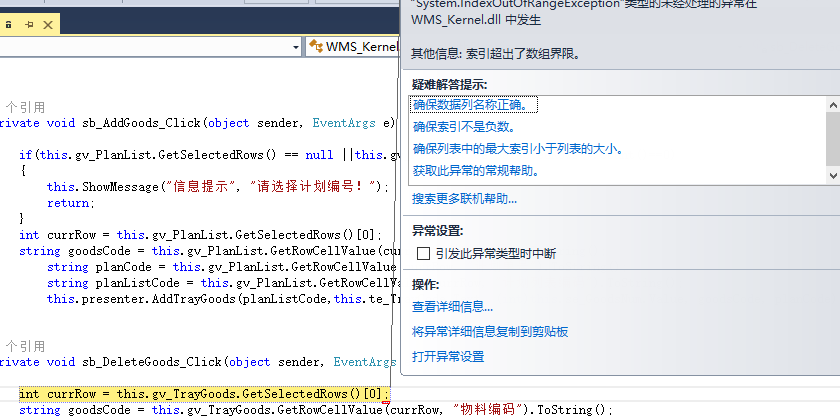 "System.IndexOutOfRangeException"类型的未经处理的异常在
WMS_Kernel.dll 中发生
WMS_Kernel
其他信息: 索引超出了数组界限。
疑难解答提示:
确保数据列名称正确。
确保索引不是负数。
确保列表中的最大索引小于列表的大小。
获取此异常的常规帮助。
搜索更多联机帮助...
异常设置:
引发此异常类型时中断
操作:
查看详细信息...
将异常详细信息复制到剪贴板
打开异常设置
个引用
rivate void sb_AddGoods_Click(object sender, EventArgs e)
if(this.gv_PlanList.GetSelectedRows() == null ||this.gv
{
this.ShowMessage("信息提示", "请选择计划编号！");
return;
}
int currRow = this.gv_PlanList.GetSelectedRows()[0];
string goodsCode = this.gv_PlanList.GetRowCellValue(cu
string planCode = this.gv_PlanList.GetRowCellValue
string planListCode = this.gv_PlanList.GetRowCellV
this.presenter.AddTrayGoods(planListCode,this.te_Tr
个引用
rivate void sb_DeleteGoods_Click(object sender, EventArgs
int currRow = this.gv_TrayGoods.GetSelectedRows()[0];
string goodsCode = this.gv_TrayGoods.GetRowCellValue(currRow, "物料编码").ToString();